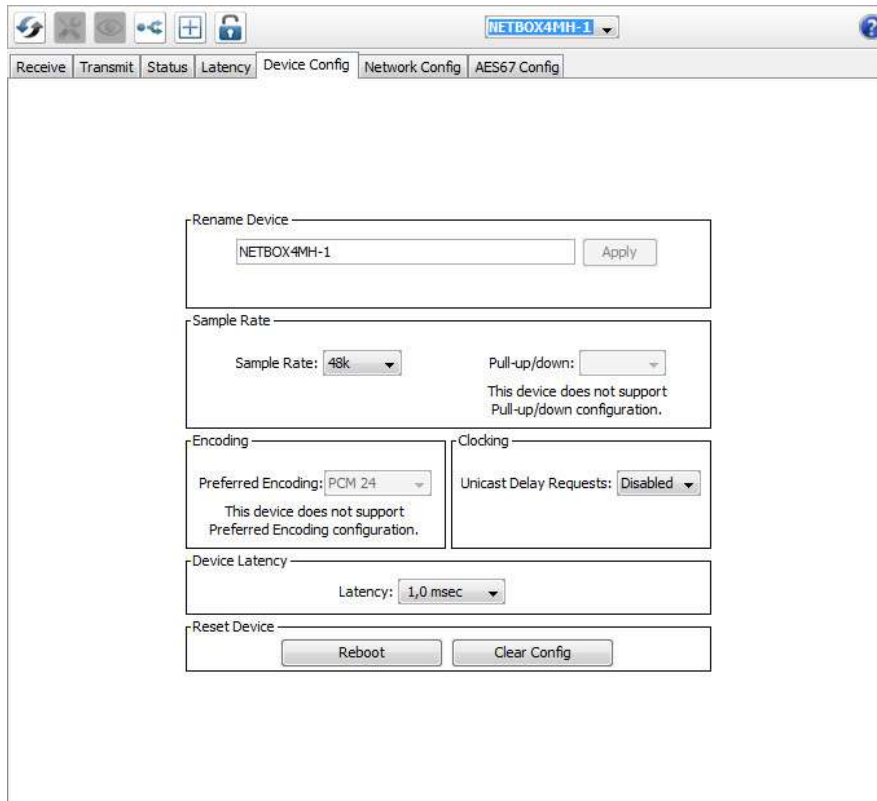 NETBOX4MH-1
Receive Transmit Status Latency Device Config Network Config AES67 Config
Rename Device
NETBOX4MH-1 Apply
Sample Rate
Sample Rate: 48k Pull-up/down:
This device does not support
Pull-up/down configuration.
Encoding
Preferred Encoding: PCM 24
This device does not support
Preferred Encoding configuration.
Clocking
Unicast Delay Requests: Disabled
Device Latency
Latency: 1,0 msec
Reset Device
Reboot Clear Config